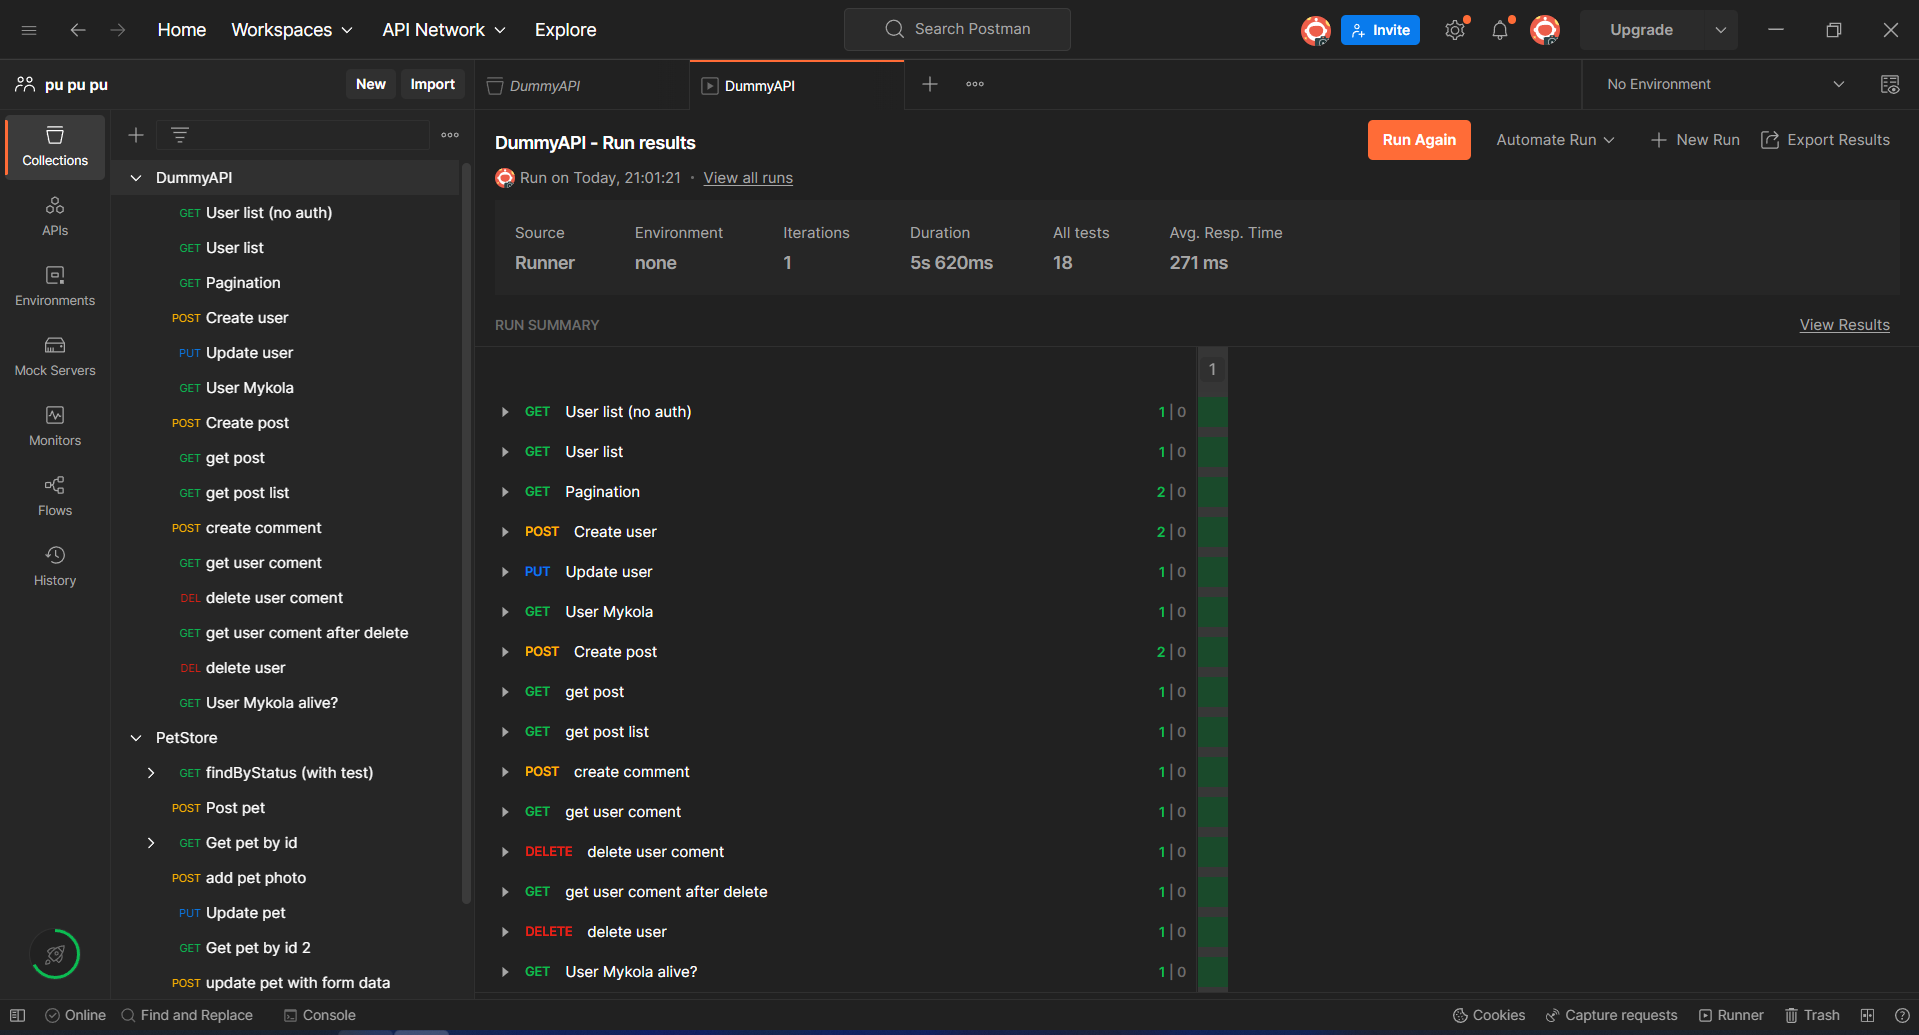 Home Workspaces API Network Explore Search Postman Invite Upgrade
pu pu pu New Import DummyAPI DummyAPI No Environment
Collections
APIs
Environments
Mock Servers
Monitors
Flows
History
DummyAPI
GET User list (no auth)
GET User list
GET Pagination
POST Create user
PUT Update user
GET User Mykola
POST Create post
GET get post
GET get post list
POST create comment
GET get user coment
DEL delete user coment
GET get user coment after delete
DEL delete user
GET User Mykola alive?
PetStore
GET findByStatus (with test)
POST Post pet
GET Get pet by id
POST add pet photo
PUT Update pet
GET Get pet by id 2
POST update pet with form data
DummyAPI - Run results Run Again Automate Run New Run Export Results
Run on Today, 21:01:21 · View all runs
Source Environment Iterations Duration All tests Avg. Resp. Time
Runner none 1 5s 620ms 18 271 ms
RUN SUMMARY View Results
1
GET User list (no auth) 1 | 0
GET User list 1 | 0
GET Pagination 2 | 0
POST Create user 2 | 0
PUT Update user 1 | 0
GET User Mykola 1 | 0
POST Create post 2 | 0
GET get post 1 | 0
GET get post list 1 | 0
POST create comment 1 | 0
GET get user coment 1 | 0
DELETE delete user coment 1 | 0
GET get user coment after delete 1 | 0
DELETE delete user 1 | 0
GET User Mykola alive? 1 | 0
Online Find and Replace Console Cookies Capture requests Runner Trash